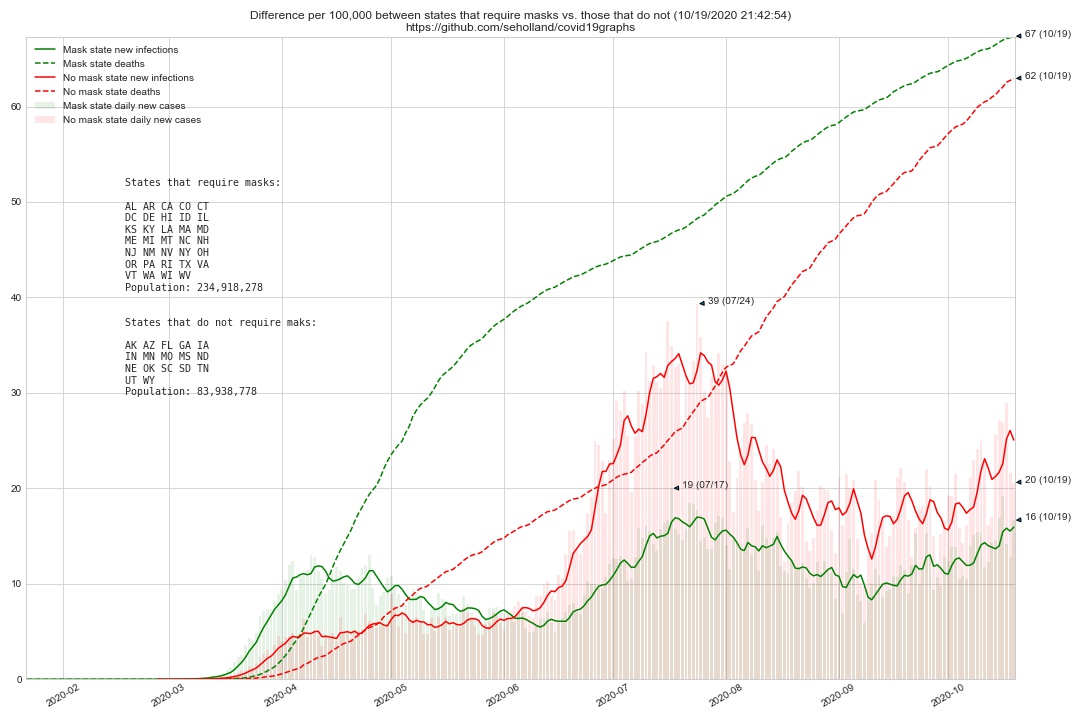 Difference per 100,000 between states that require masks vs. those that do not (10/19/2020 21:42:54)
https://github.com/seholland/covid19graphs
Mask state new infections
Mask state deaths
No mask state new infections
No mask state deaths
Mask state daily new cases
No mask state daily new cases
67 (10/19)
62 (10/19)
60
States that require masks:
AL AR CA CO CT
DC DE HI ID IL
KS KY LA MA MD
ME MI MT NC NH
NJ NM NV NY OH
OR PA RI TX VA
VT WA WI WV
Population: 234,918,278
50
40
39 (07/24)
States that do not require maks:
AK AZ FL GA IA
IN MN MO MS ND
NE OK SC SD TN
UT WY
Population: 83,938,778
30
20
19 (07/17)
20 (10/19)
16 (10/19)
10
0
2020-02
2020-03
2020-04
2020-05
2020-06
2020-07
2020-08
2020-09
2020-10